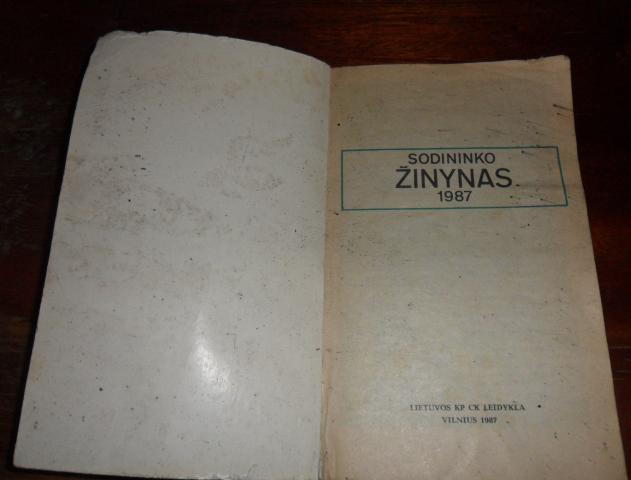 SODININKO
ŽINYNAS
1987
LIETUVOS KP CK LEIDYKLA
VILNIUS 1987